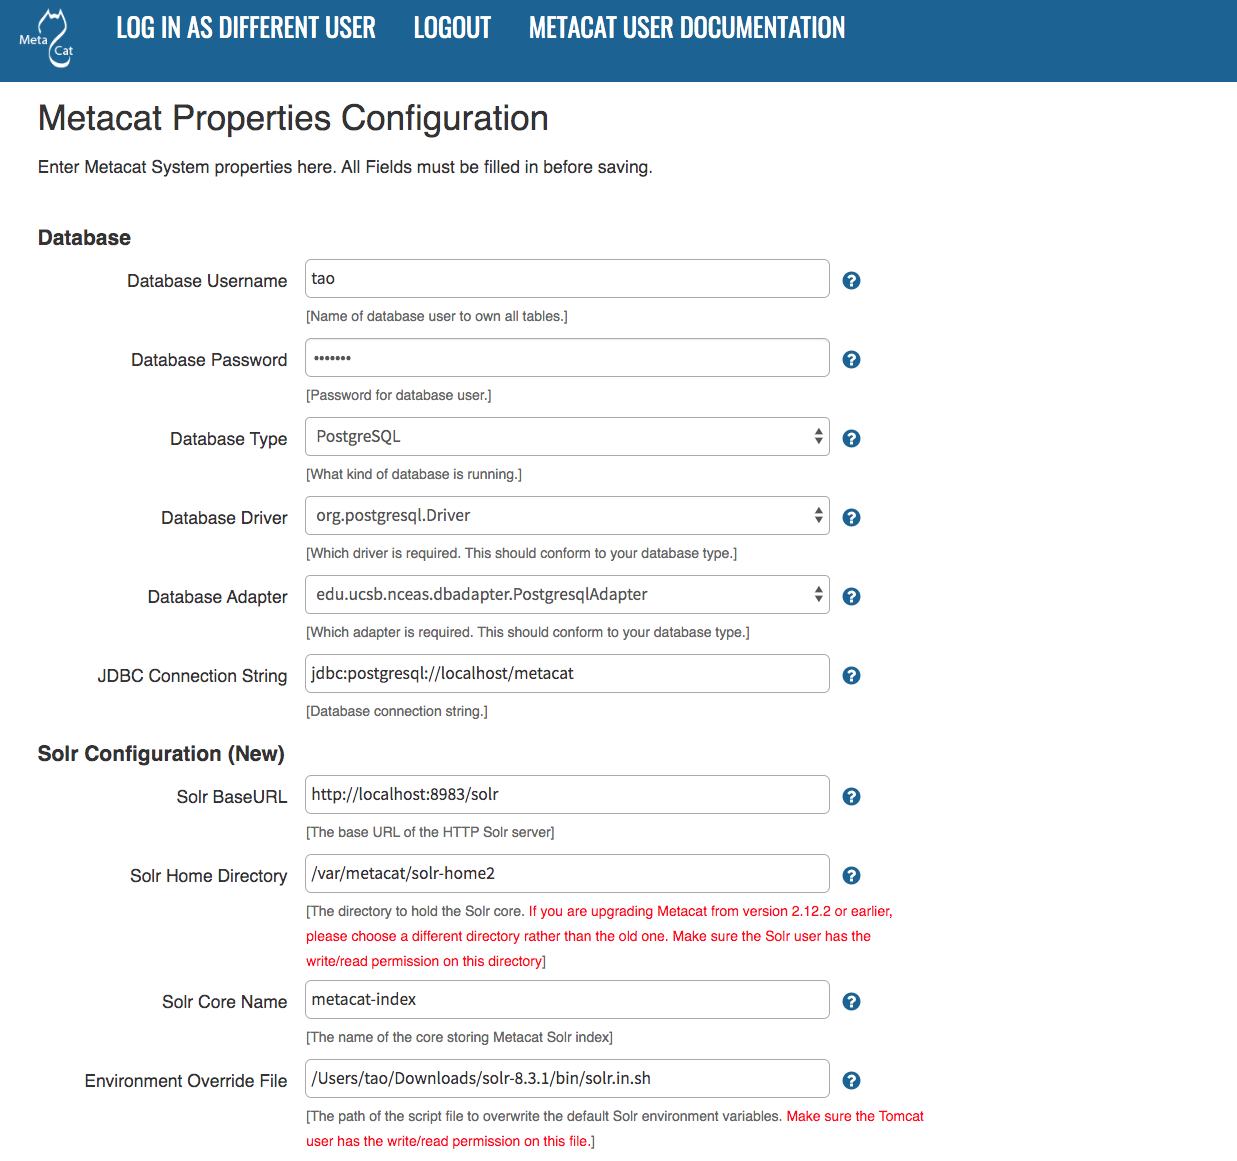 Meta Cat
LOG IN AS DIFFERENT USER LOGOUT METACAT USER DOCUMENTATION
Metacat Properties Configuration
Enter Metacat System properties here. All Fields must be filled in before saving.
Database
Database Username tao ?
[Name of database user to own all tables.]
Database Password ••••••• ?
[Password for database user.]
Database Type PostgreSQL ?
[What kind of database is running.]
Database Driver org.postgresql.Driver ?
[Which driver is required. This should conform to your database type.]
Database Adapter edu.ucsb.nceas.dbadapter.PostgresqlAdapter ?
[Which adapter is required. This should conform to your database type.]
JDBC Connection String jdbc:postgresql://localhost/metacat ?
[Database connection string.]
Solr Configuration (New)
Solr BaseURL http://localhost:8983/solr ?
[The base URL of the HTTP Solr server]
Solr Home Directory /var/metacat/solr-home2 ?
[The directory to hold the Solr core. If you are upgrading Metacat from version 2.12.2 or earlier,
please choose a different directory rather than the old one. Make sure the Solr user has the
write/read permission on this directory]
Solr Core Name metacat-index ?
[The name of the core storing Metacat Solr index]
Environment Override File /Users/tao/Downloads/solr-8.3.1/bin/solr.in.sh ?
[The path of the script file to overwrite the default Solr environment variables. Make sure the Tomcat
user has the write/read permission on this file.]